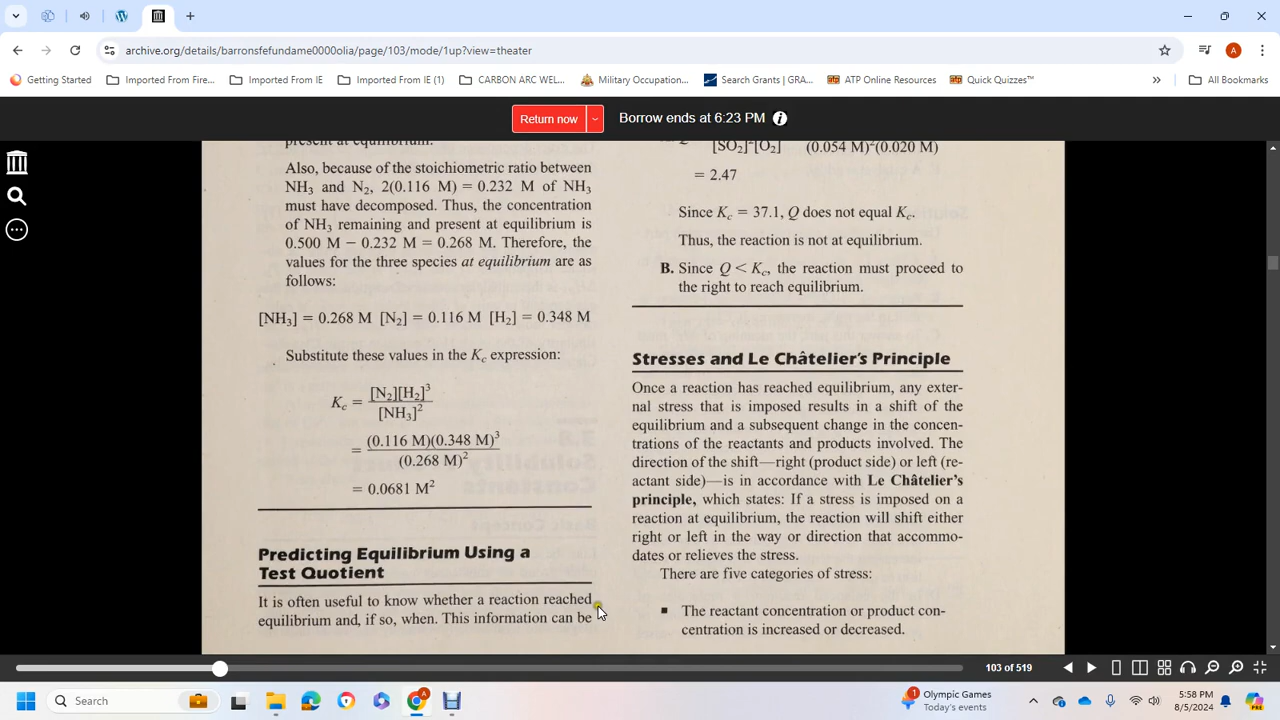 archive.org/details/barronsfefundame0000olia/page/103/mode/1up?view=theater
A
Getting Started
Imported From Fire...
Imported From IE
Imported From IE (1)
CARBON ARC WEL...
Military Occupation...
Search Grants | GRA...
ATP Online Resources
Quick Quizzes™
»
All Bookmarks
Return now
Borrow ends at 6:23 PM
present at equilibrium.
Also, because of the stoichiometric ratio between
NH₃ and N₂, 2(0.116 M) = 0.232 M of NH₃
must have decomposed. Thus, the concentration
of NH₃ remaining and present at equilibrium is
0.500 M − 0.232 M = 0.268 M. Therefore, the
values for the three species at equilibrium are as
follows:
[NH₃] = 0.268 M [N₂] = 0.116 M [H₂] = 0.348 M
Substitute these values in the K_c expression:
K_c = [N₂][H₂]³
[NH₃]²
= (0.116 M)(0.348 M)³
(0.268 M)²
= 0.0681 M²
Predicting Equilibrium Using a
Test Quotient
It is often useful to know whether a reaction reached
equilibrium and, if so, when. This information can be
[SO₂]²[O₂] (0.054 M)²(0.020 M)
= 2.47
Since K_c = 37.1, Q does not equal K_c.
Thus, the reaction is not at equilibrium.
B. Since Q < K_c, the reaction must proceed to
the right to reach equilibrium.
Stresses and Le Châtelier's Principle
Once a reaction has reached equilibrium, any exter-
nal stress that is imposed results in a shift of the
equilibrium and a subsequent change in the concen-
trations of the reactants and products involved. The
direction of the shift—right (product side) or left (re-
actant side)—is in accordance with Le Châtelier's
principle, which states: If a stress is imposed on a
reaction at equilibrium, the reaction will shift either
right or left in the way or direction that accommo-
dates or relieves the stress.
There are five categories of stress:
■ The reactant concentration or product con-
centration is increased or decreased.
103 of 519
Search
A
1
Olympic Games
Today's events
5:58 PM
8/5/2024
PRE